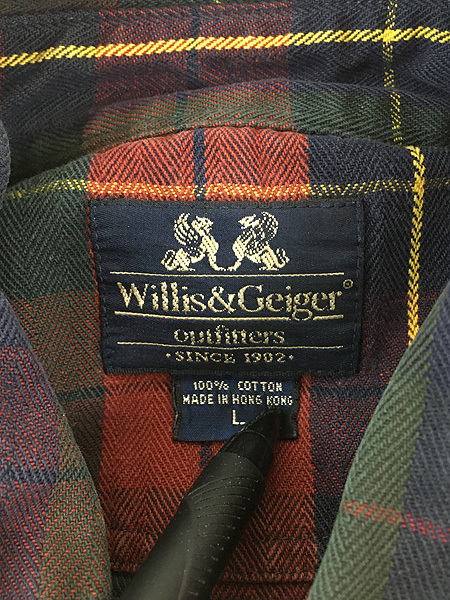 Willis&Geiger®
outfitters
• SINCE 1902 •
100% COTTON
MADE IN HONG KONG
L